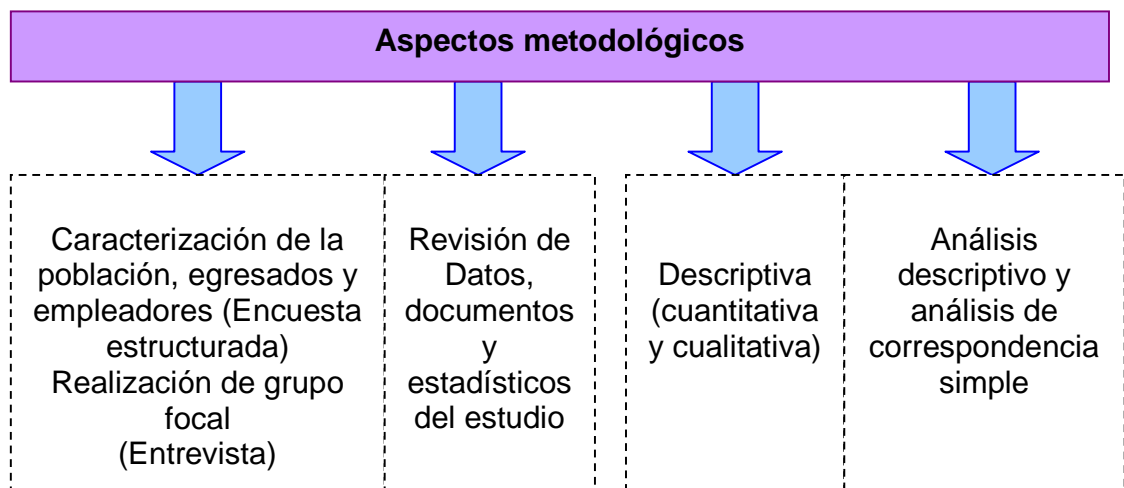 Aspectos metodológicos
Caracterización de la
población, egresados y
empleadores (Encuesta
estructurada)
Realización de grupo
focal
(Entrevista)
Revisión de
Datos,
documentos
y
estadísticos
del estudio
Descriptiva
(cuantitativa
y cualitativa)
Análisis
descriptivo y
análisis de
correspondencia
simple